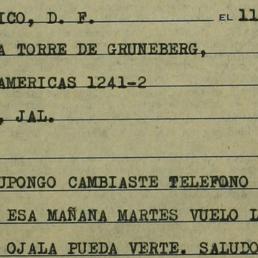 ICO, D. F. EL 11
A TORRE DE GRUNEBERG,
AMERICAS 1241-2
, JAL.
UPONGO CAMBIASTE TELEFONO
ESA MAÑANA MARTES VUELO L
OJALA PUEDA VERTE. SALUDO